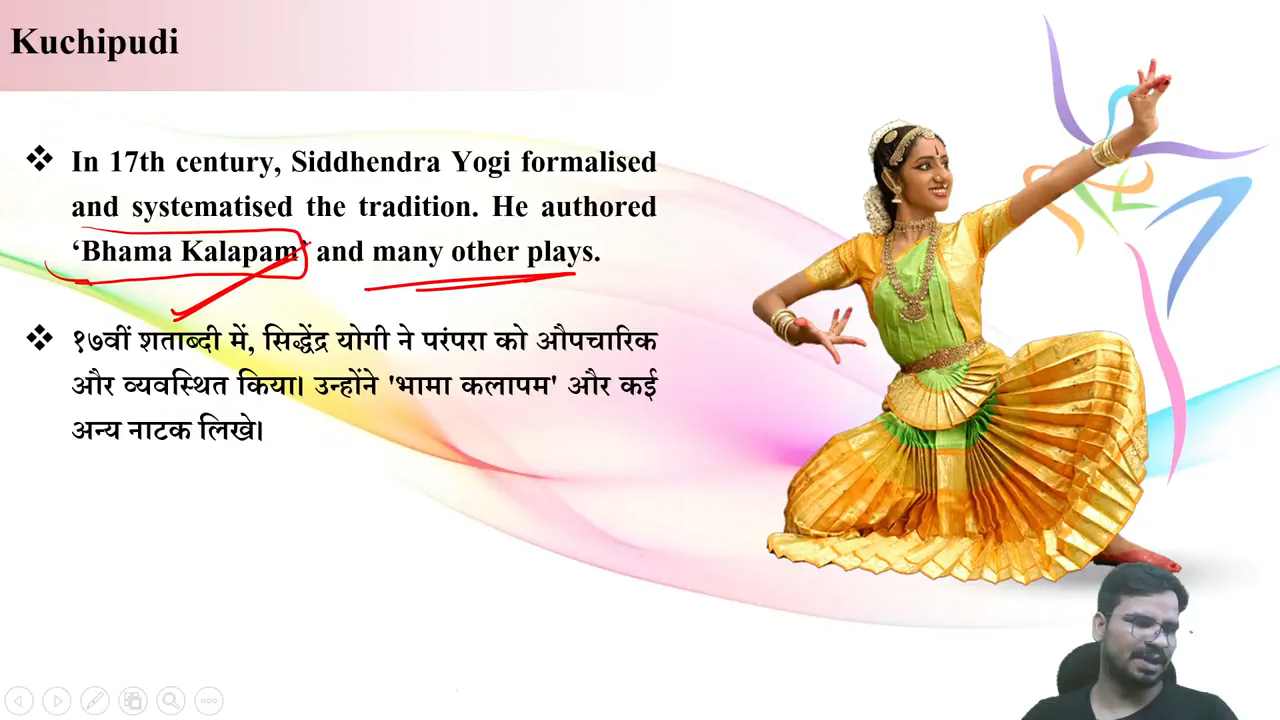 Kuchipudi
❖ In 17th century, Siddhendra Yogi formalised
and systematised the tradition. He authored
‘Bhama Kalapam’ and many other plays.
❖ १७वीं शताब्दी में, सिद्धेंद्र योगी ने परंपरा को औपचारिक
और व्यवस्थित किया। उन्होंने 'भामा कलापम' और कई
अन्य नाटक लिखे।